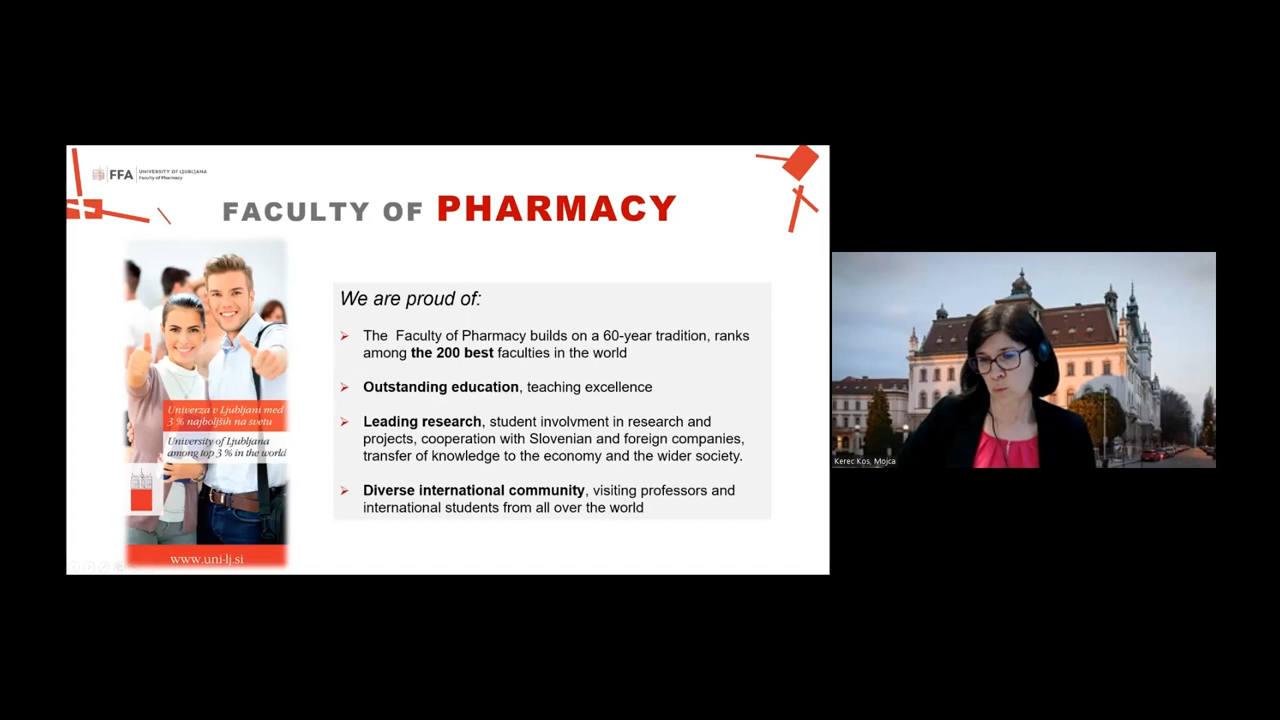 FFA
UNIVERSITY OF LJUBLJANA
Faculty of Pharmacy
FACULTY OF PHARMACY
We are proud of:
The Faculty of Pharmacy builds on a 60-year tradition, ranks
among the 200 best faculties in the world
Outstanding education, teaching excellence
Leading research, student involvment in research and
projects, cooperation with Slovenian and foreign companies,
transfer of knowledge to the economy and the wider society.
Diverse international community, visiting professors and
international students from all over the world
Univerza v Ljubljani med
3 % najboljših na svetu
University of Ljubljana
among top 3 % in the world
www.uni-lj.si
Kerec Kos, Mojca